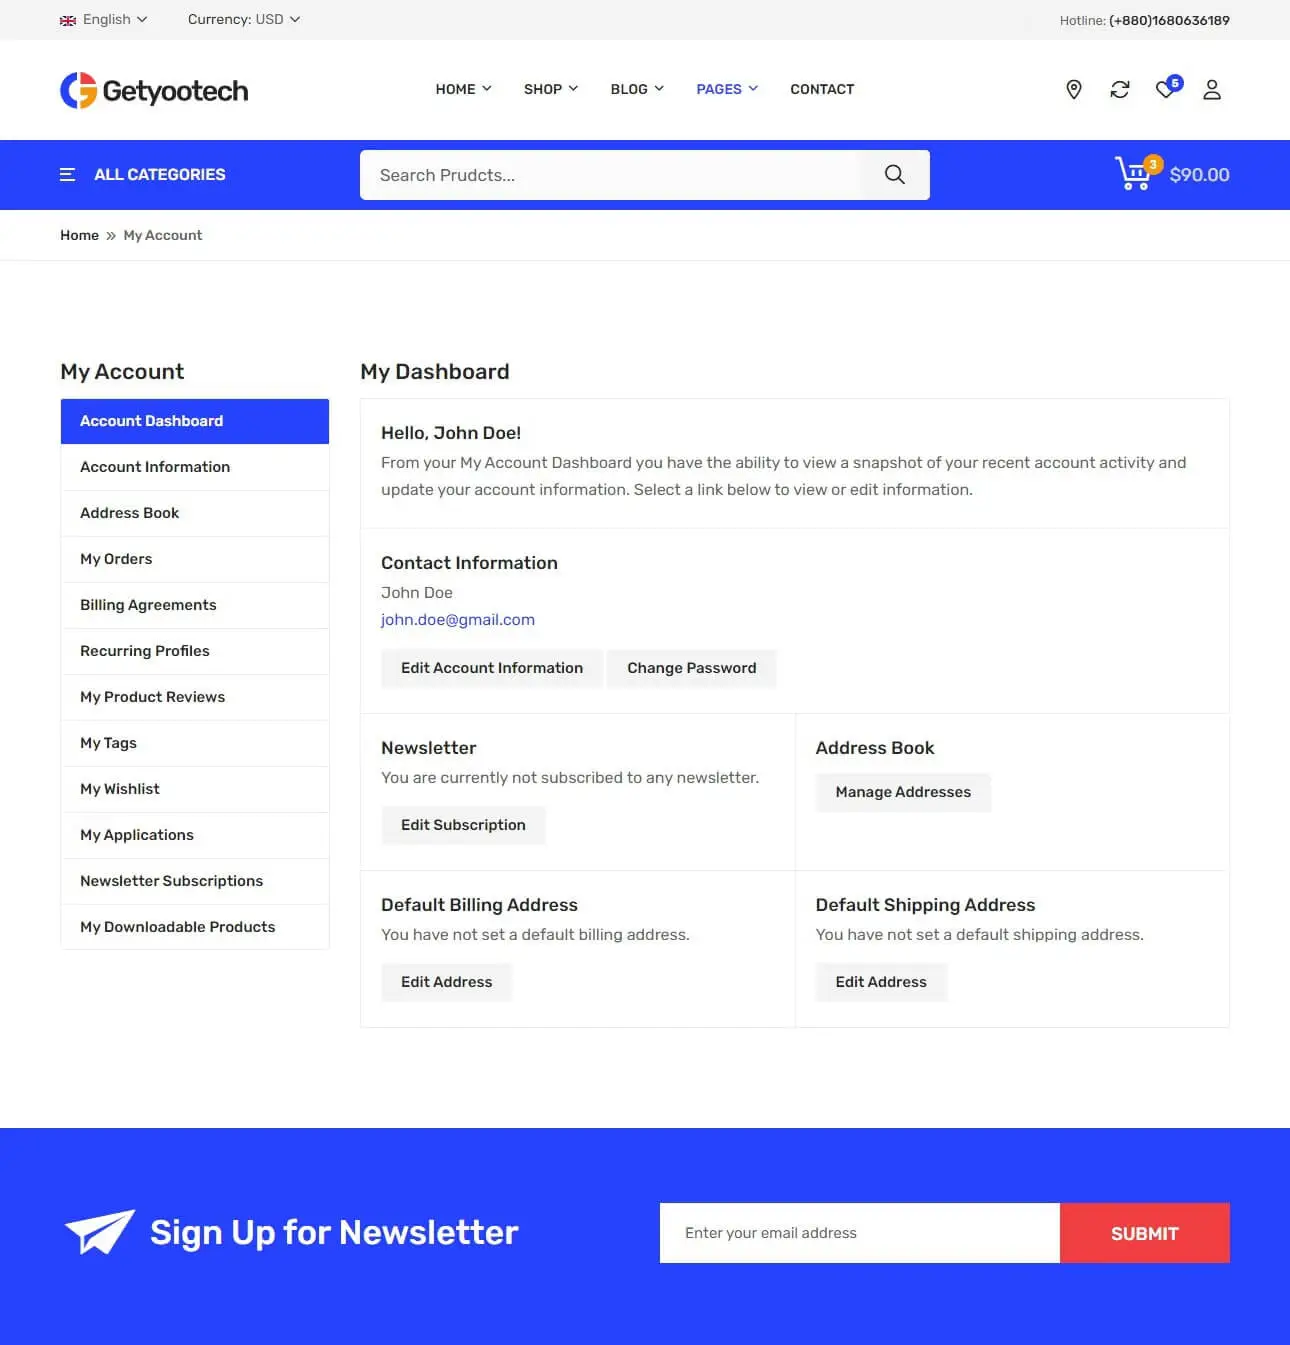 English
Currency: USD
Hotline: (+880)1680636189
Getyootech
HOME
SHOP
BLOG
PAGES
CONTACT
5
ALL CATEGORIES
Search Prudcts...
3
$90.00
Home » My Account
My Account
Account Dashboard
Account Information
Address Book
My Orders
Billing Agreements
Recurring Profiles
My Product Reviews
My Tags
My Wishlist
My Applications
Newsletter Subscriptions
My Downloadable Products
My Dashboard
Hello, John Doe!
From your My Account Dashboard you have the ability to view a snapshot of your recent account activity and
update your account information. Select a link below to view or edit information.
Contact Information
John Doe
john.doe@gmail.com
Edit Account Information
Change Password
Newsletter
You are currently not subscribed to any newsletter.
Edit Subscription
Address Book
Manage Addresses
Default Billing Address
You have not set a default billing address.
Edit Address
Default Shipping Address
You have not set a default shipping address.
Edit Address
Sign Up for Newsletter
Enter your email address
SUBMIT